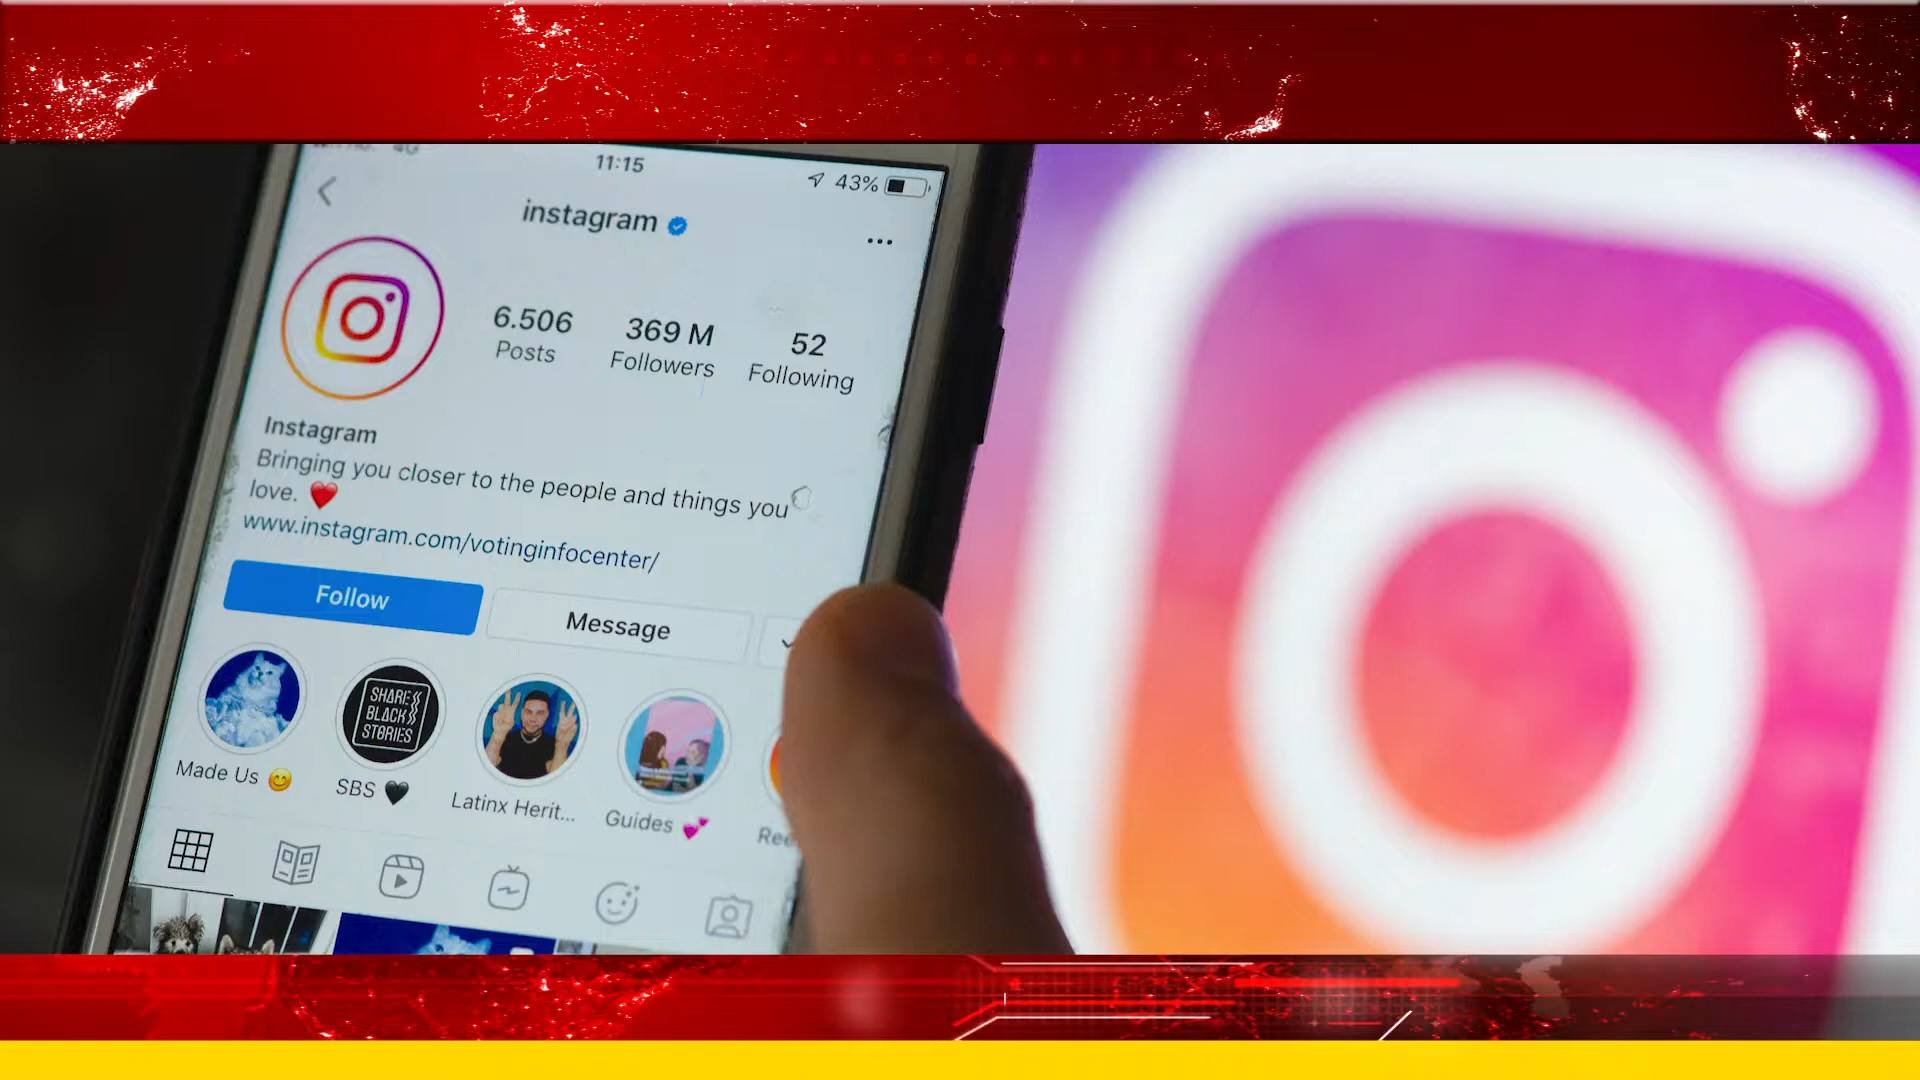 11:15
43%
instagram
6.506
369 M
52
Posts
Followers
Following
Instagram
Bringing you closer to the people and things you
love. ❤️
www.instagram.com/votinginfocenter/
Follow
Message
SHARE
BLACK
STORIES
Made Us 😊
SBS 🖤
Latinx Herit...
Guides 💕